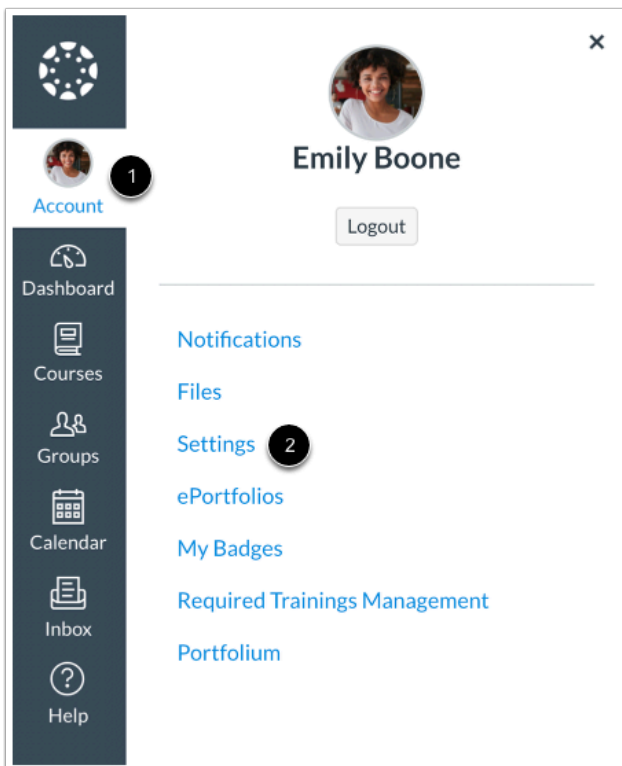 Account
1
Dashboard
Courses
Groups
Calendar
Inbox
Help
×
Emily Boone
Logout
Notifications
Files
Settings 2
ePortfolios
My Badges
Required Trainings Management
Portfolium